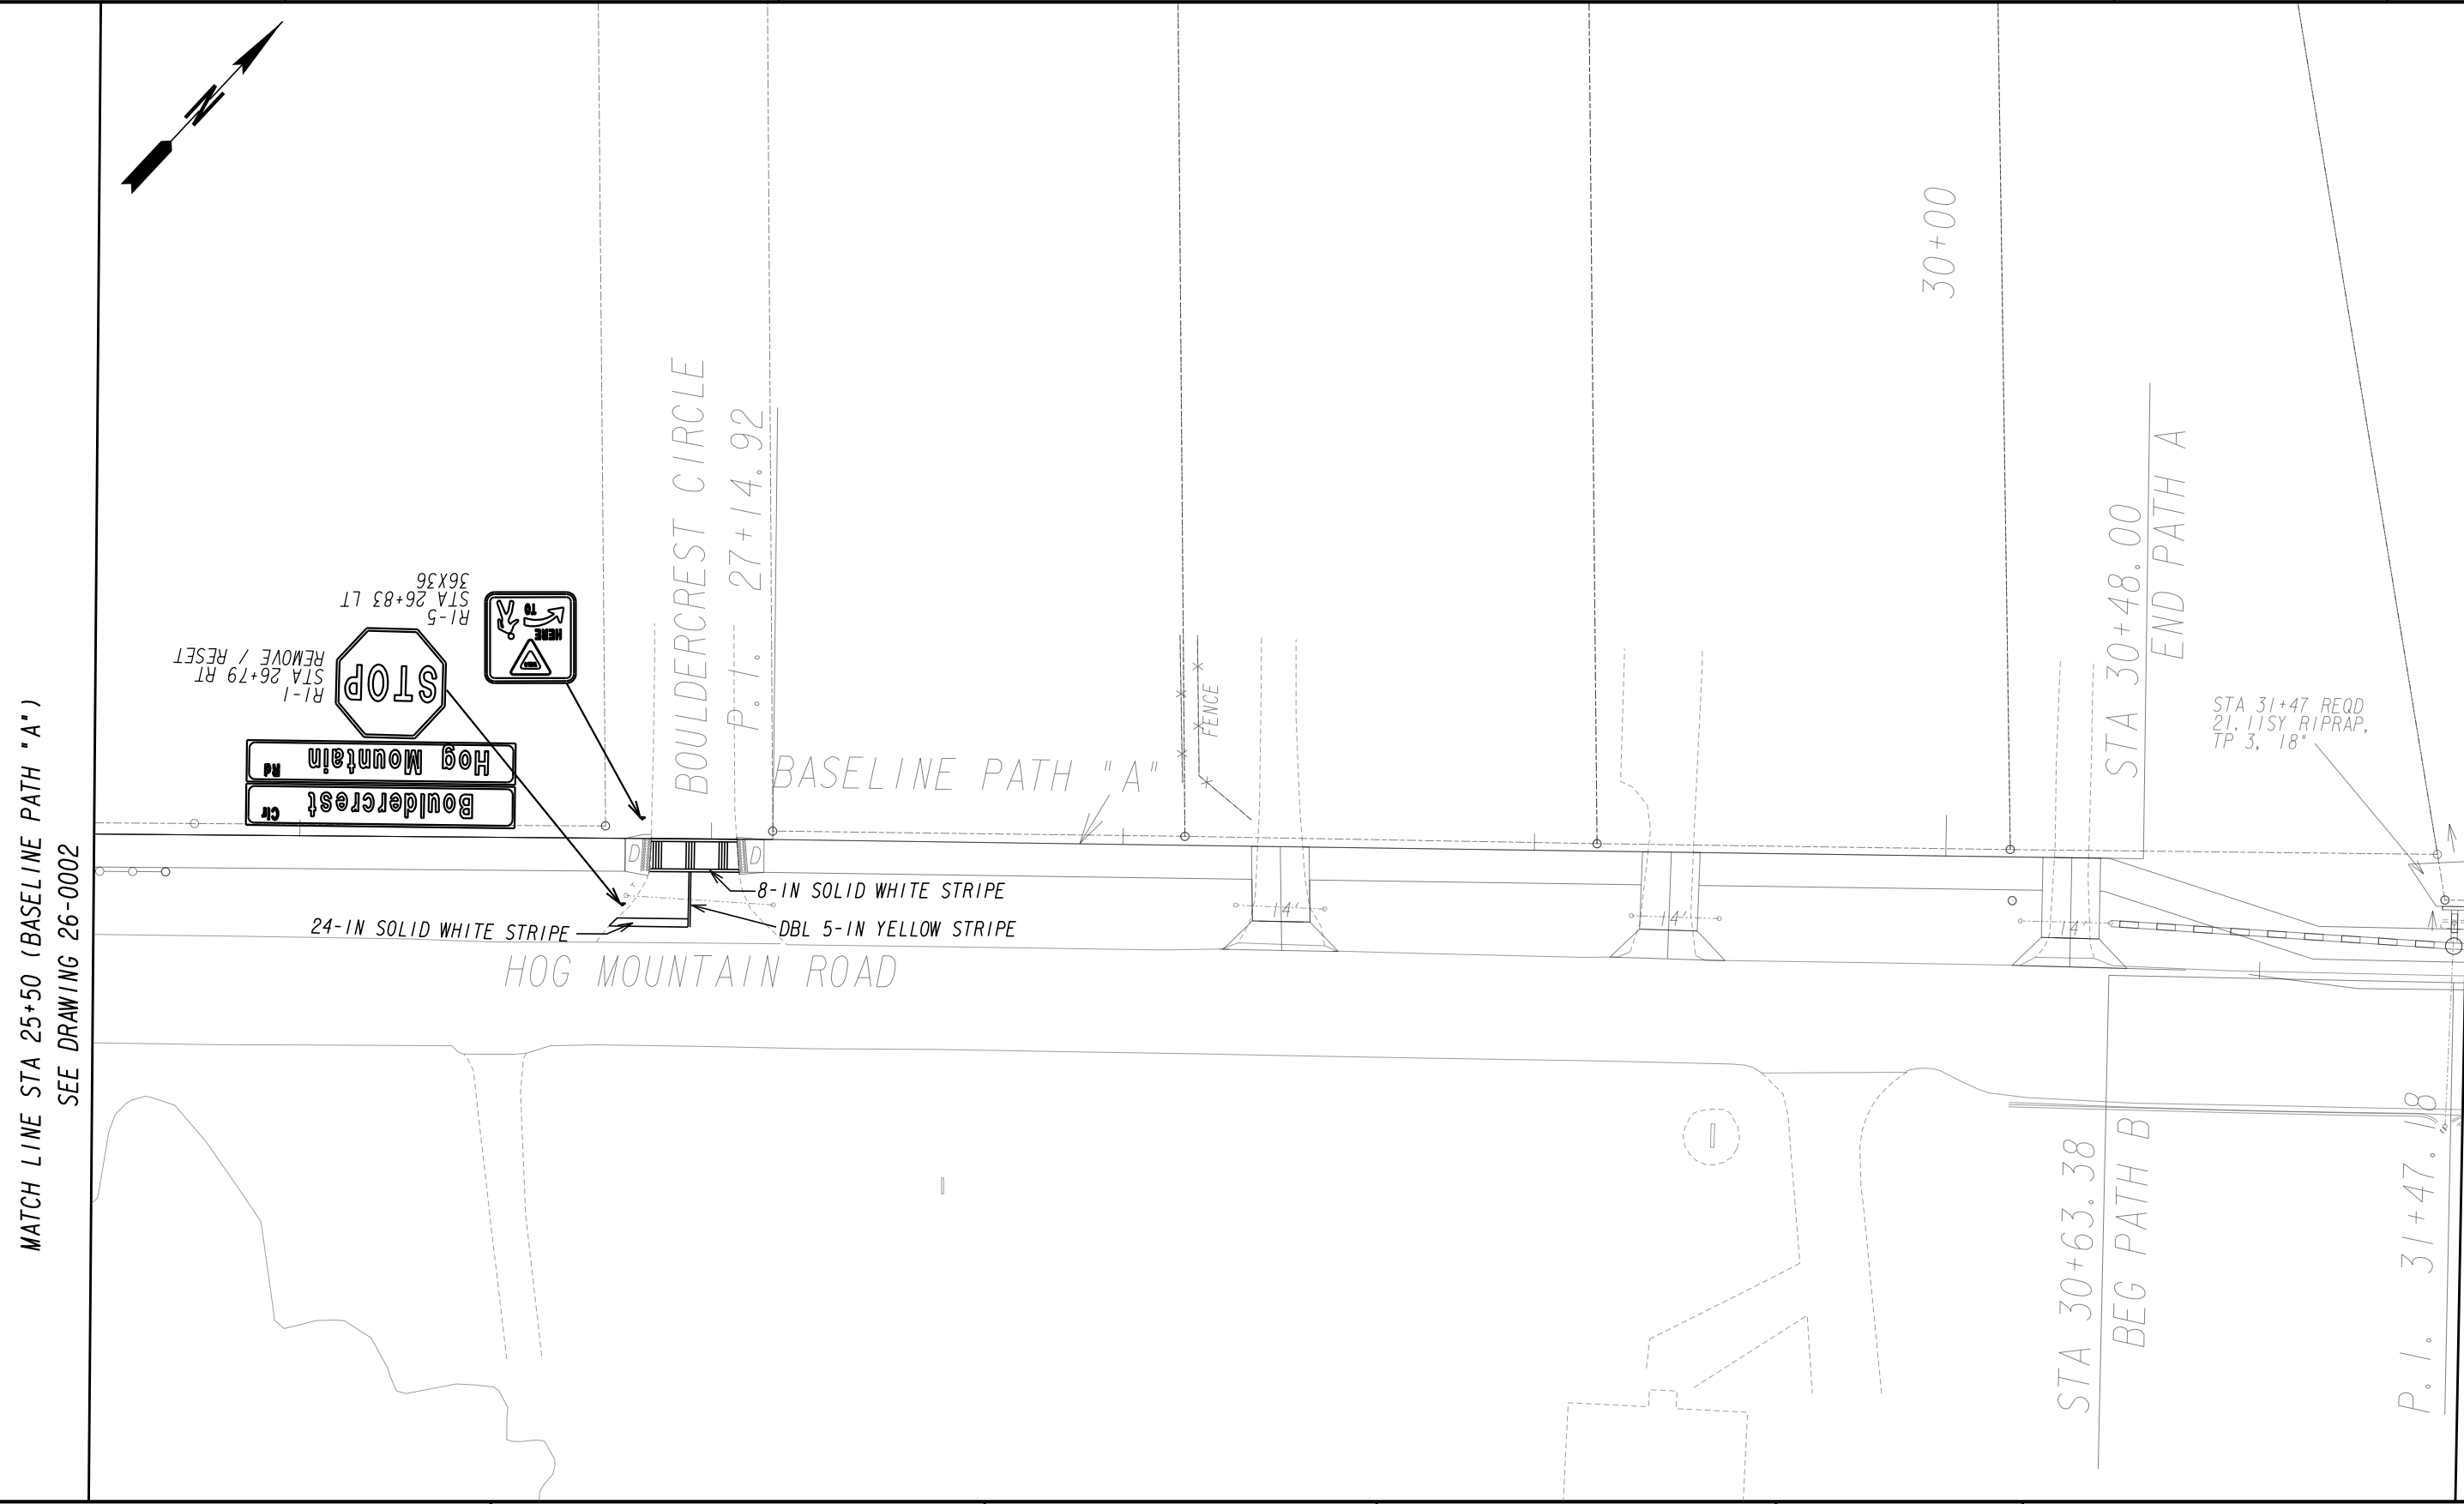 N
30+00
BOULDERCREST CIRCLE
P.I. 27+14.92
STA 30+48.00
END PATH A
R1-5
STA 26+83 LT
36X36
HERE
TO
R1-1
STA 26+79 RT
REMOVE / RESET
STOP
Hog Mountain Rd
Bouldercrest Cir
FENCE
BASELINE PATH "A"
STA 31+47 REQD
21.11SY RIPRAP,
TP 3, 18"
MATCH LINE STA 25+50 (BASELINE PATH "A")
SEE DRAWING 26-0002
D
D
8-IN SOLID WHITE STRIPE
24-IN SOLID WHITE STRIPE
DBL 5-IN YELLOW STRIPE
14'
14'
14'
HOG MOUNTAIN ROAD
STA 30+63.38
BEG PATH B
P.I. 31+47.18